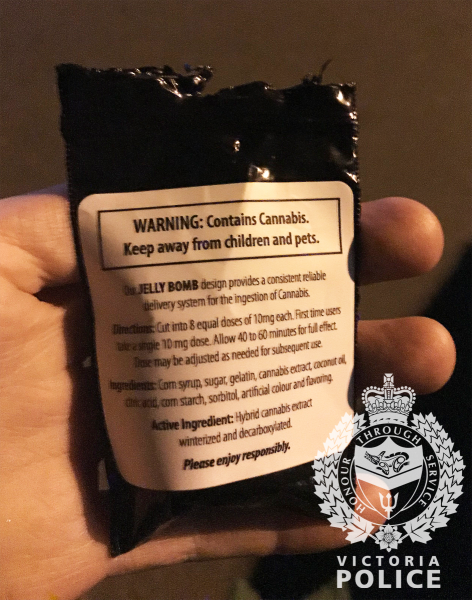 WARNING: Contains Cannabis.
Keep away from children and pets.
Our JELLY BOMB design provides a consistent reliable
delivery system for the ingestion of Cannabis.
Directions: Cut into 8 equal doses of 10mg each. First time users
take a single 10 mg dose. Allow 40 to 60 minutes for full effect.
Dose may be adjusted as needed for subsequent use.
Ingredients: Corn syrup, sugar, gelatin, cannabis extract, coconut oil,
citric acid, corn starch, sorbitol, artificial colour and flavoring.
Active Ingredient: Hybrid cannabis extract
winterized and decarboxylated.
Please enjoy responsibly.
HONOUR THROUGH SERVICE
VICTORIA
POLICE